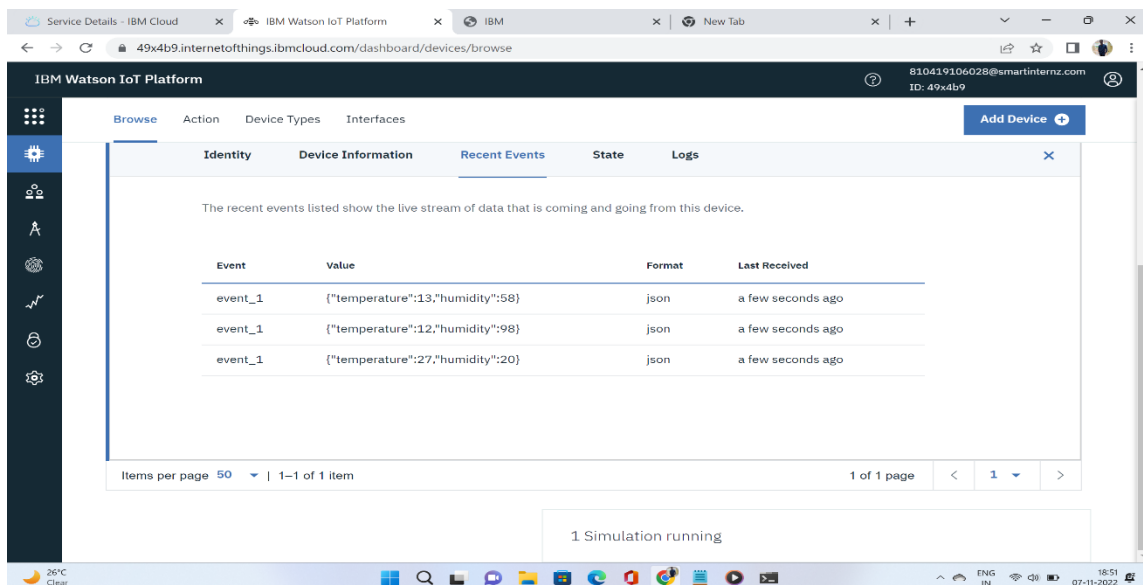 Service Details - IBM Cloud
IBM Watson IoT Platform
IBM
New Tab
49x4b9.internetofthings.ibmcloud.com/dashboard/devices/browse
IBM Watson IoT Platform
810419106028@smartinternz.com
ID: 49x4b9
Browse Action Device Types Interfaces
Add Device
Identity Device Information Recent Events State Logs
The recent events listed show the live stream of data that is coming and going from this device.
Event Value Format Last Received
event_1 {"temperature":13,"humidity":58} json a few seconds ago
event_1 {"temperature":12,"humidity":98} json a few seconds ago
event_1 {"temperature":27,"humidity":20} json a few seconds ago
Items per page 50 | 1–1 of 1 item 1 of 1 page < 1 >
1 Simulation running
26°C
Clear
ENG
IN
18:51
07-11-2022